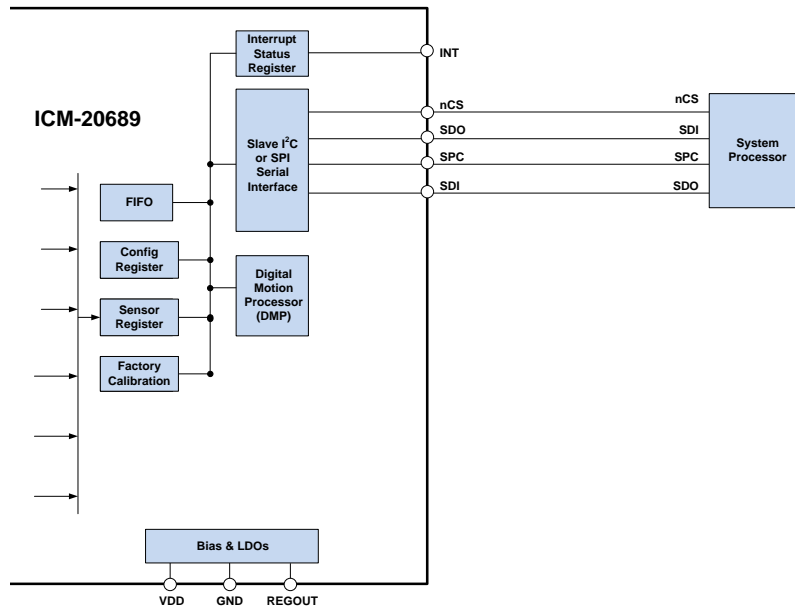 Interrupt
Status
Register
INT
ICM-20689
Slave I²C
or SPI
Serial
Interface
nCS
SDO
SPC
SDI
nCS
SDI
SPC
SDO
System
Processor
FIFO
Config
Register
Digital
Motion
Processor
(DMP)
Sensor
Register
Factory
Calibration
Bias & LDOs
VDD
GND
REGOUT